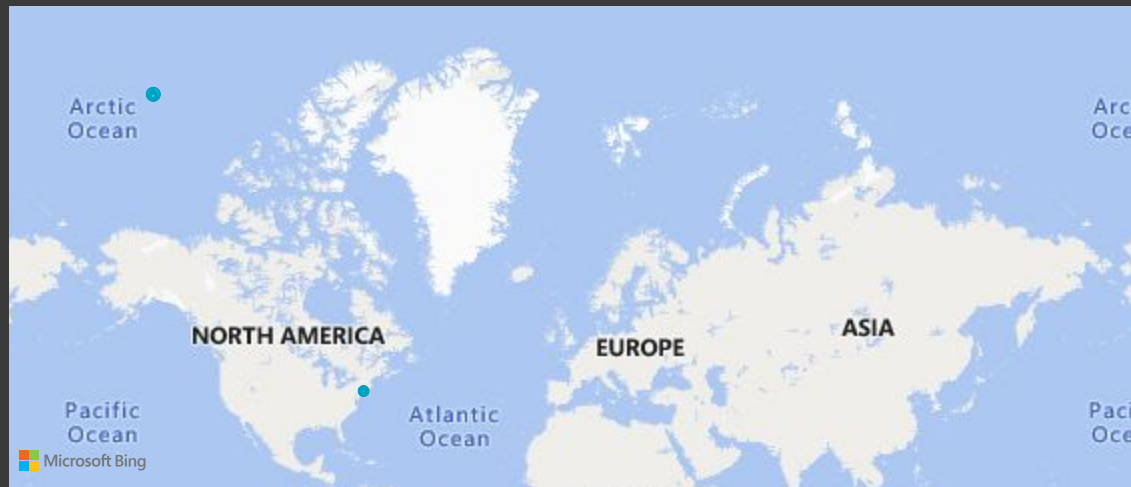 Arctic
Ocean
Arc
Oce
NORTH AMERICA
EUROPE
ASIA
Pacific
Ocean
Atlantic
Ocean
Paci
Oce
Microsoft Bing